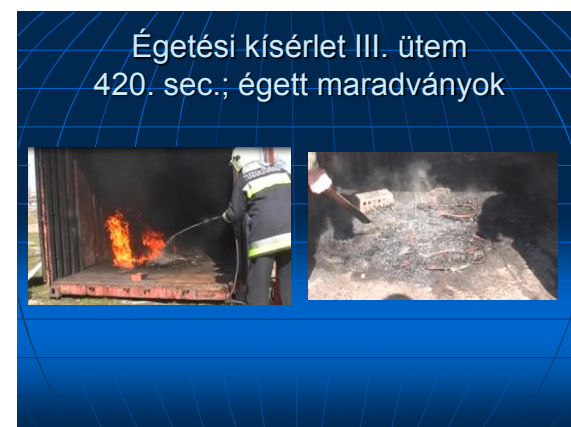 Égetési kísérlet III. ütem
420. sec.; égett maradványok